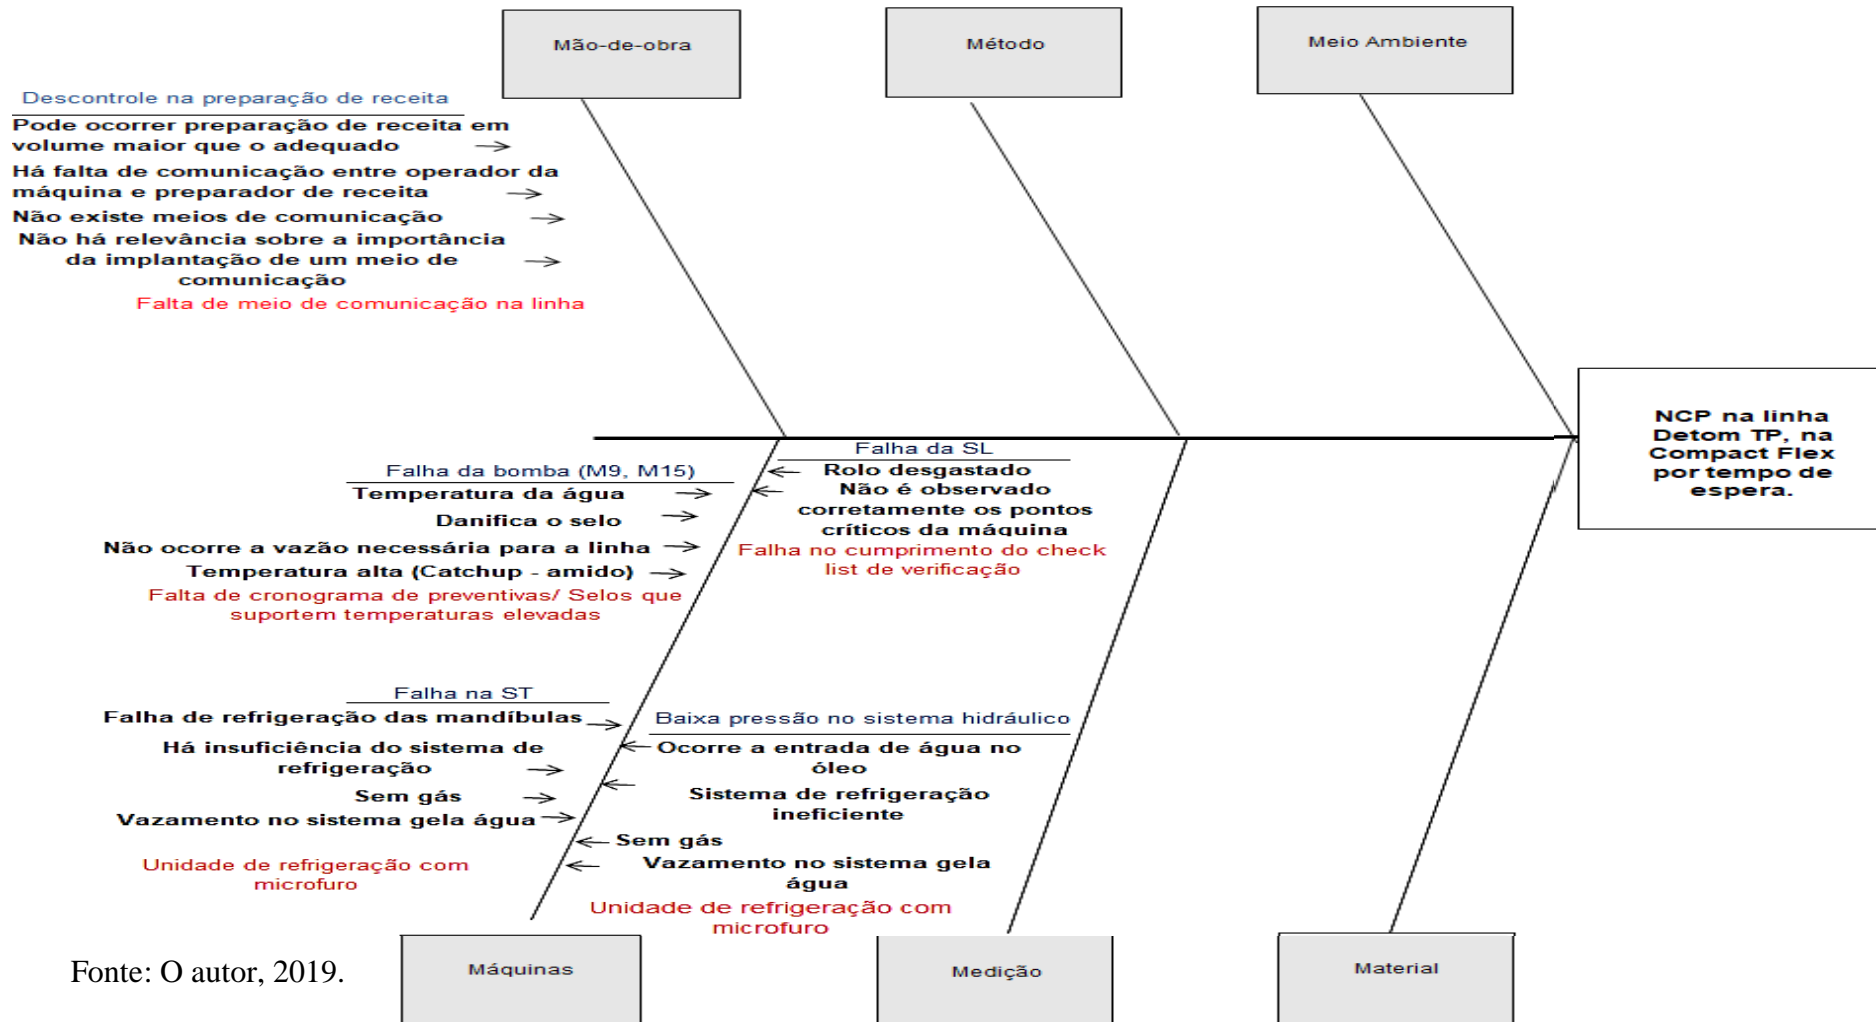 Mão-de-obra
Método
Meio Ambiente
Descontrole na preparação de receita
Pode ocorrer preparação de receita em
volume maior que o adequado
Há falta de comunicação entre operador da
máquina e preparador de receita
Não existe meios de comunicação
Não há relevância sobre a importância
da implantação de um meio de
comunicação
Falta de meio de comunicação na linha
NCP na linha
Detom TP, na
Compact Flex
por tempo de
espera.
Falha da bomba (M9, M15)
Temperatura da água
Danifica o selo
Não ocorre a vazão necessária para a linha
Temperatura alta (Catchup - amido)
Falta de cronograma de preventivas/ Selos que
suportem temperaturas elevadas
Falha da SL
Rolo desgastado
Não é observado
corretamente os pontos
críticos da máquina
Falha no cumprimento do check
list de verificação
Falha na ST
Falha de refrigeração das mandíbulas
Há insuficiência do sistema de
refrigeração
Sem gás
Vazamento no sistema gela água
Unidade de refrigeração com
microfuro
Baixa pressão no sistema hidráulico
Ocorre a entrada de água no
óleo
Sistema de refrigeração
ineficiente
Sem gás
Vazamento no sistema gela
água
Unidade de refrigeração com
microfuro
Máquinas
Medição
Material
Fonte: O autor, 2019.